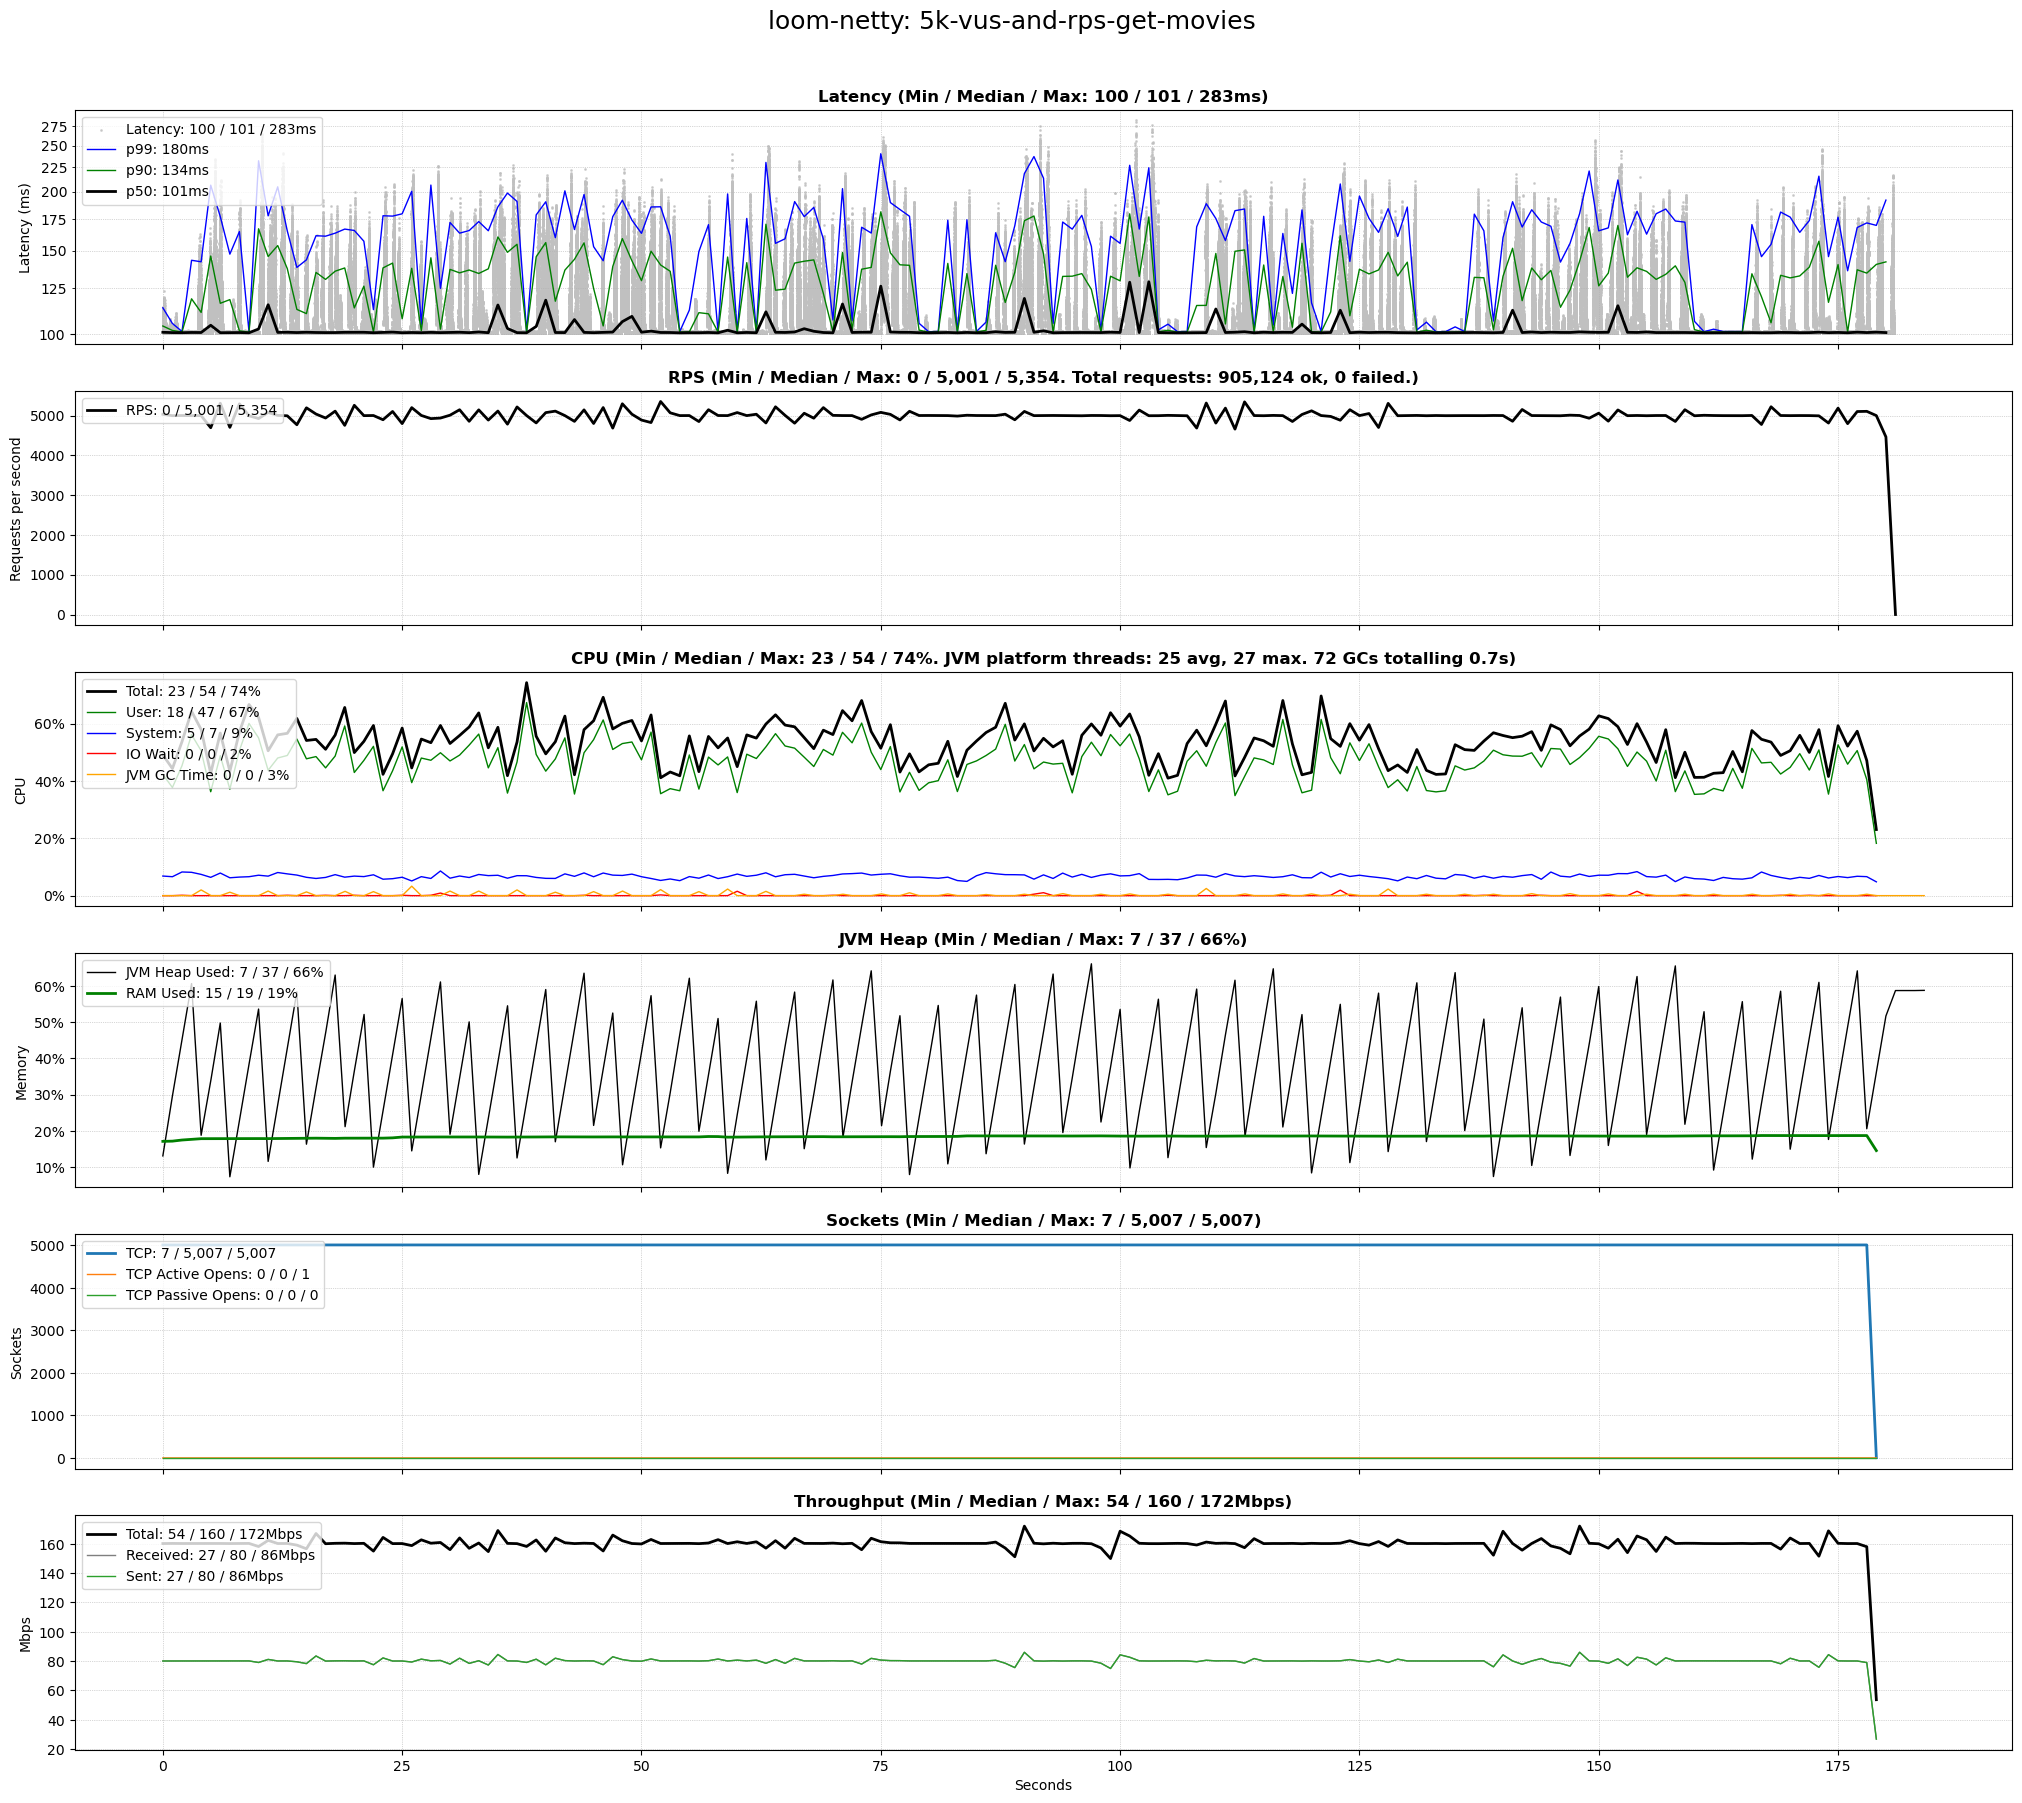 loom-netty: 5k-vus-and-rps-get-movies
Latency (Min / Median / Max: 100 / 101 / 283ms)
Latency (ms)
275
250
225
200
175
150
125
100
Latency: 100 / 101 / 283ms
p99: 180ms
p90: 134ms
p50: 101ms
RPS (Min / Median / Max: 0 / 5,001 / 5,354. Total requests: 905,124 ok, 0 failed.)
Requests per second
5000
4000
3000
2000
1000
0
RPS: 0 / 5,001 / 5,354
CPU (Min / Median / Max: 23 / 54 / 74%. JVM platform threads: 25 avg, 27 max. 72 GCs totalling 0.7s)
CPU
60%
40%
20%
0%
Total: 23 / 54 / 74%
User: 18 / 47 / 67%
System: 5 / 7 / 9%
IO Wait: 0 / 0 / 2%
JVM GC Time: 0 / 0 / 3%
JVM Heap (Min / Median / Max: 7 / 37 / 66%)
Memory
60%
50%
40%
30%
20%
10%
JVM Heap Used: 7 / 37 / 66%
RAM Used: 15 / 19 / 19%
Sockets (Min / Median / Max: 7 / 5,007 / 5,007)
Sockets
5000
4000
3000
2000
1000
0
TCP: 7 / 5,007 / 5,007
TCP Active Opens: 0 / 0 / 1
TCP Passive Opens: 0 / 0 / 0
Throughput (Min / Median / Max: 54 / 160 / 172Mbps)
Mbps
160
140
120
100
80
60
40
20
Total: 54 / 160 / 172Mbps
Received: 27 / 80 / 86Mbps
Sent: 27 / 80 / 86Mbps
0 25 50 75 100 125 150 175
Seconds